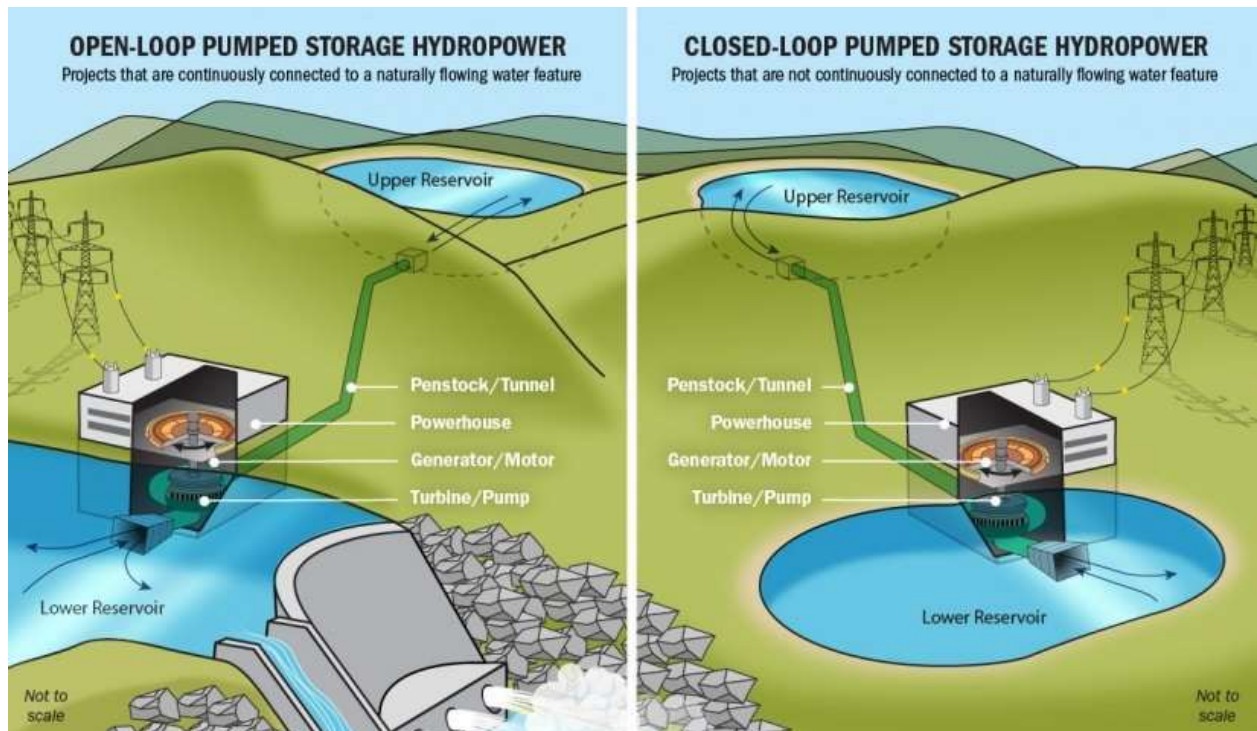 OPEN-LOOP PUMPED STORAGE HYDROPOWER
Projects that are continuously connected to a naturally flowing water feature
Upper Reservoir
Penstock/Tunnel
Powerhouse
Generator/Motor
Turbine/Pump
Lower Reservoir
Not to
scale
CLOSED-LOOP PUMPED STORAGE HYDROPOWER
Projects that are not continuously connected to a naturally flowing water feature
Upper Reservoir
Penstock/Tunnel
Powerhouse
Generator/Motor
Turbine/Pump
Lower Reservoir
Not to
scale